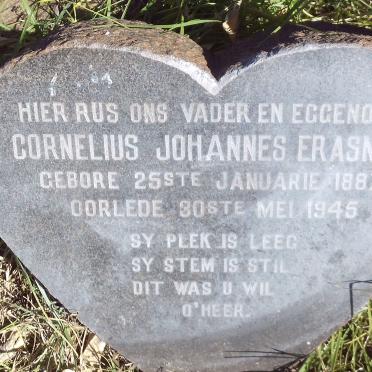 HIER RUS ONS VADER EN EGGENO
CORNELIUS JOHANNES ERASM
GEBORE 25STE JANUARIE 188
OORLEDE 30STE MEI 1945
SY PLEK IS LEEG
SY STEM IS STIL
DIT WAS U WIL
O' HEER.